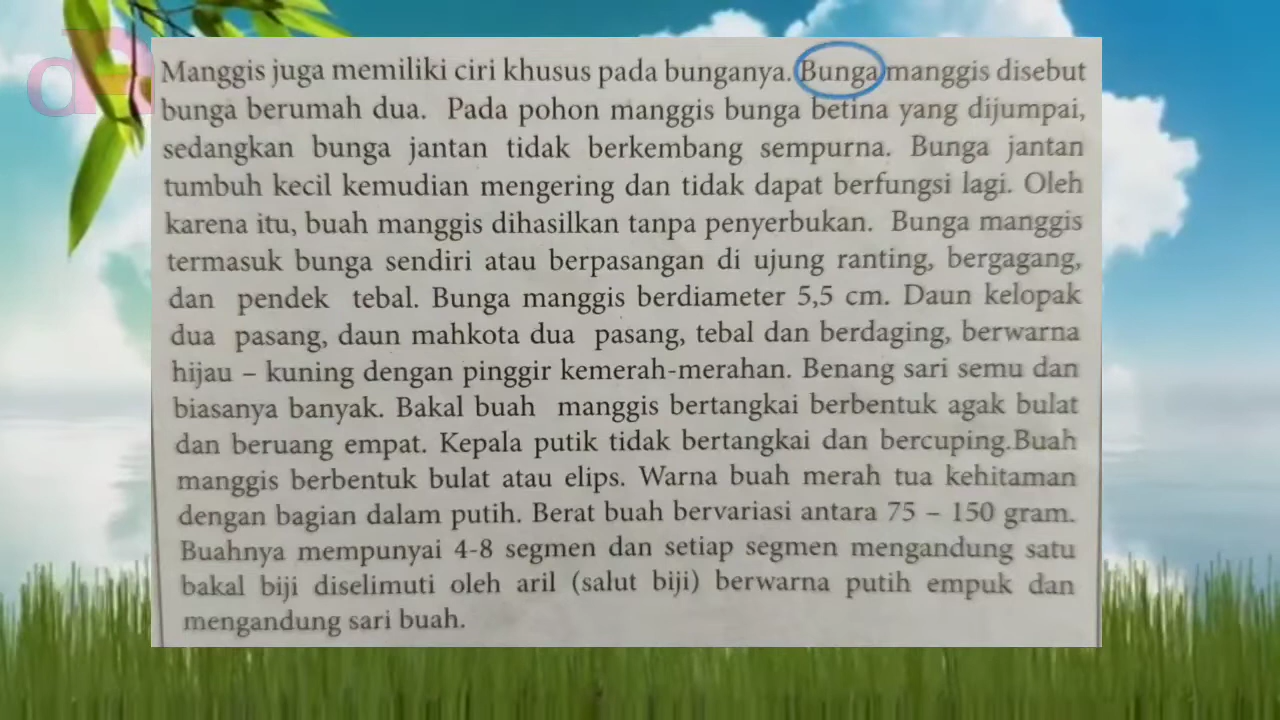 Manggis juga memiliki ciri khusus pada bunganya. Bunga manggis disebut
bunga berumah dua. Pada pohon manggis bunga betina yang dijumpai,
sedangkan bunga jantan tidak berkembang sempurna. Bunga jantan
tumbuh kecil kemudian mengering dan tidak dapat berfungsi lagi. Oleh
karena itu, buah manggis dihasilkan tanpa penyerbukan. Bunga manggis
termasuk bunga sendiri atau berpasangan di ujung ranting, bergagang,
dan pendek tebal. Bunga manggis berdiameter 5,5 cm. Daun kelopak
dua pasang, daun mahkota dua pasang, tebal dan berdaging, berwarna
hijau – kuning dengan pinggir kemerah-merahan. Benang sari semu dan
biasanya banyak. Bakal buah manggis bertangkai berbentuk agak bulat
dan beruang empat. Kepala putik tidak bertangkai dan bercuping.Buah
manggis berbentuk bulat atau elips. Warna buah merah tua kehitaman
dengan bagian dalam putih. Berat buah bervariasi antara 75 – 150 gram.
Buahnya mempunyai 4-8 segmen dan setiap segmen mengandung satu
bakal biji diselimuti oleh aril (salut biji) berwarna putih empuk dan
mengandung sari buah.